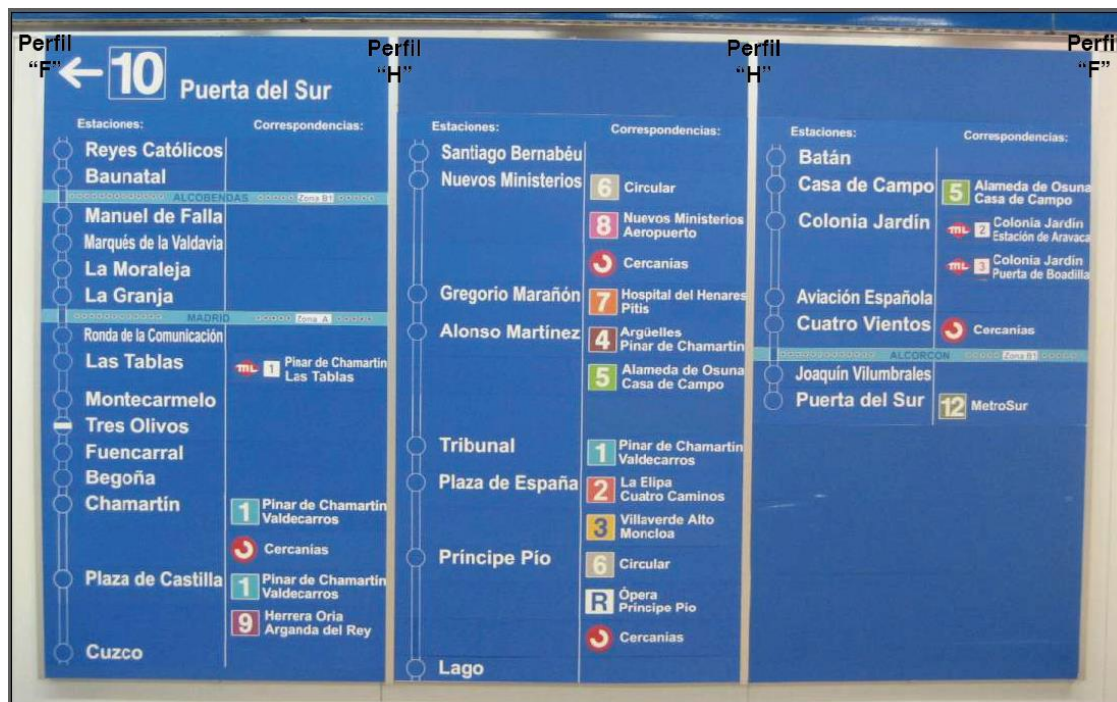 Perfil
"F"
Perfil
"H"
Perfil
"H"
Perfil
"F"
10 Puerta del Sur
Estaciones: Correspondencias:
Reyes Católicos
Baunatal
ALCOBENDAS Zona B1
Manuel de Falla
Marqués de la Valdavia
La Moraleja
La Granja
MADRID Zona A
Ronda de la Comunicación
Las Tablas ML 1 Pinar de Chamartín
Las Tablas
Montecarmelo
Tres Olivos
Fuencarral
Begoña
Chamartín 1 Pinar de Chamartín
Valdecarros
Cercanías
Plaza de Castilla 1 Pinar de Chamartín
Valdecarros
9 Herrera Oria
Arganda del Rey
Cuzco
Estaciones: Correspondencias:
Santiago Bernabéu
Nuevos Ministerios 6 Circular
8 Nuevos Ministerios
Aeropuerto
Cercanías
Gregorio Marañón 7 Hospital del Henares
Pitis
Alonso Martínez 4 Argüelles
Pinar de Chamartín
5 Alameda de Osuna
Casa de Campo
Tribunal 1 Pinar de Chamartín
Valdecarros
Plaza de España 2 La Elipa
Cuatro Caminos
3 Villaverde Alto
Moncloa
Príncipe Pío 6 Circular
R Ópera
Príncipe Pío
Cercanías
Lago
Estaciones: Correspondencias:
Batán
Casa de Campo 5 Alameda de Osuna
Casa de Campo
Colonia Jardín ML 2 Colonia Jardín
Estación de Aravaca
ML 3 Colonia Jardín
Puerta de Boadilla
Aviación Española
Cuatro Vientos Cercanías
ALCORCON Zona B1
Joaquín Vilumbrales
Puerta del Sur 12 MetroSur